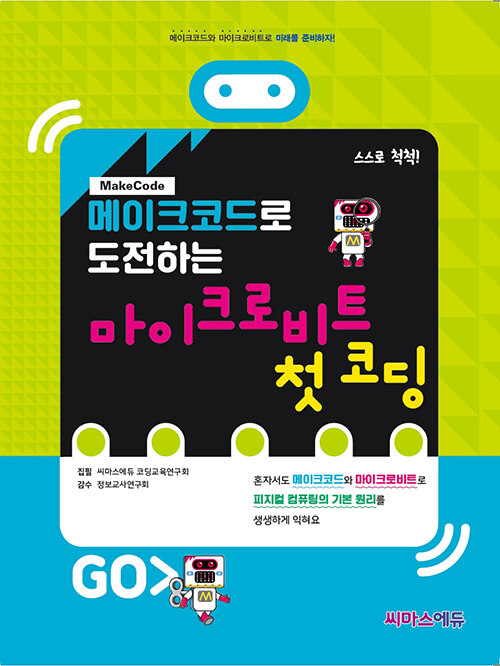 메이크코드와 마이크로비트로 미래를 준비하자!
스스로 척척!
MakeCode
메이크코드로
도전하는
마이크로비트
첫 코딩
집필 씨마스에듀 코딩교육연구회
감수 정보교사연구회
혼자서도 메이크코드와 마이크로비트로
피지컬 컴퓨팅의 기본 원리를
생생하게 익혀요
GO>
M
M
씨마스에듀